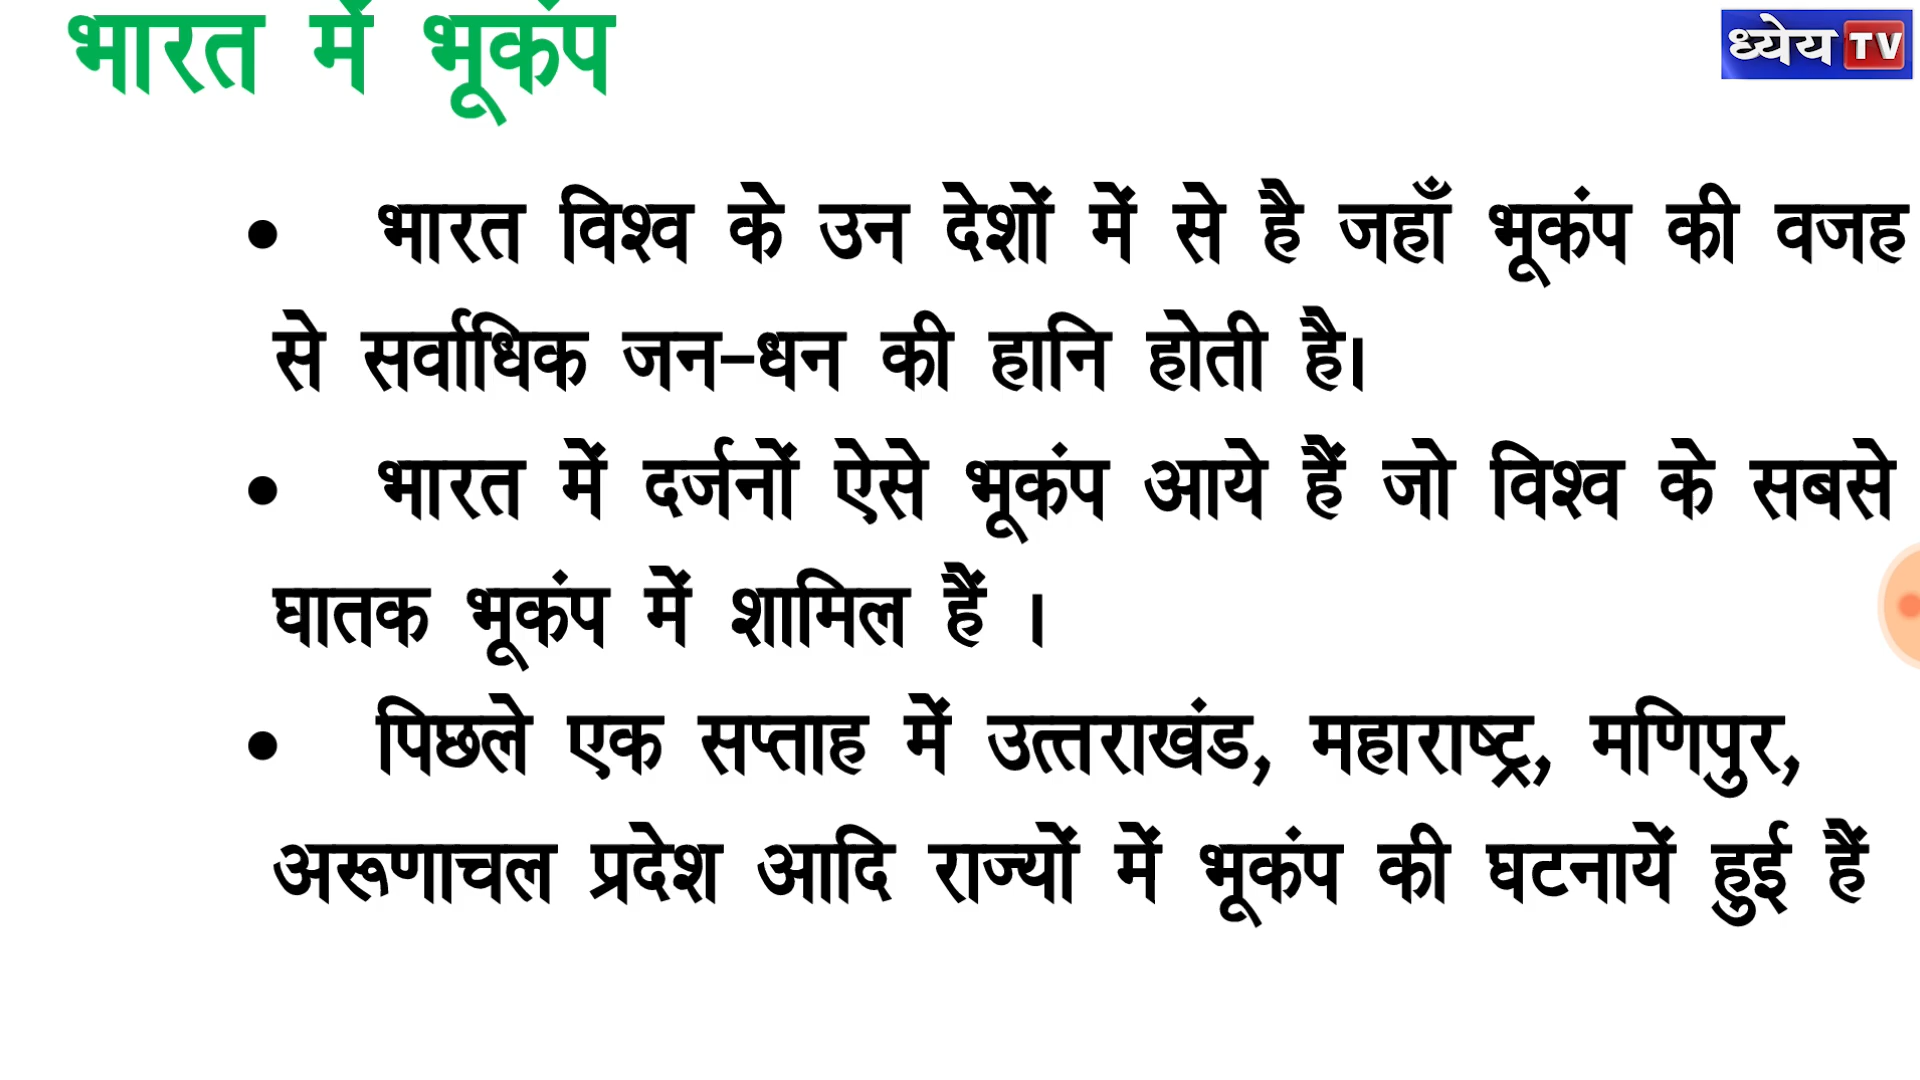 भारत में भूकंप
ध्येय TV
• भारत विश्व के उन देशों में से है जहाँ भूकंप की वजह
से सर्वाधिक जन-धन की हानि होती है।
• भारत में दर्जनों ऐसे भूकंप आये हैं जो विश्व के सबसे
घातक भूकंप में शामिल हैं ।
• पिछले एक सप्ताह में उत्तराखंड, महाराष्ट्र, मणिपुर,
अरूणाचल प्रदेश आदि राज्यों में भूकंप की घटनायें हुई हैं